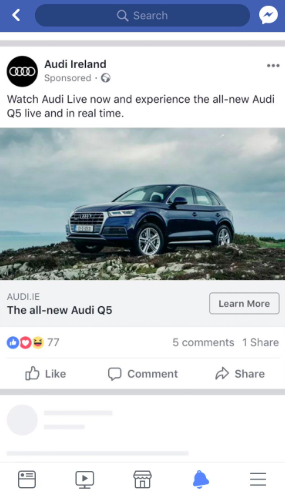 Search
Audi Ireland
Sponsored ·
Watch Audi Live now and experience the all-new Audi
Q5 live and in real time.
AUDI.IE
The all-new Audi Q5
Learn More
77
5 comments 1 Share
Like
Comment
Share